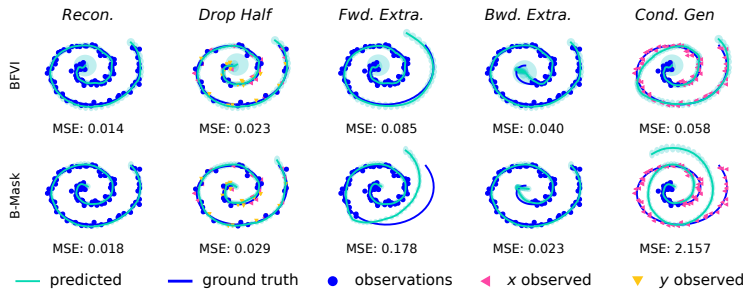 Recon. Drop Half Fwd. Extra. Bwd. Extra. Cond. Gen
BFVI
MSE: 0.014 MSE: 0.023 MSE: 0.085 MSE: 0.040 MSE: 0.058
B-Mask
MSE: 0.018 MSE: 0.029 MSE: 0.178 MSE: 0.023 MSE: 2.157
predicted ground truth observations x observed y observed